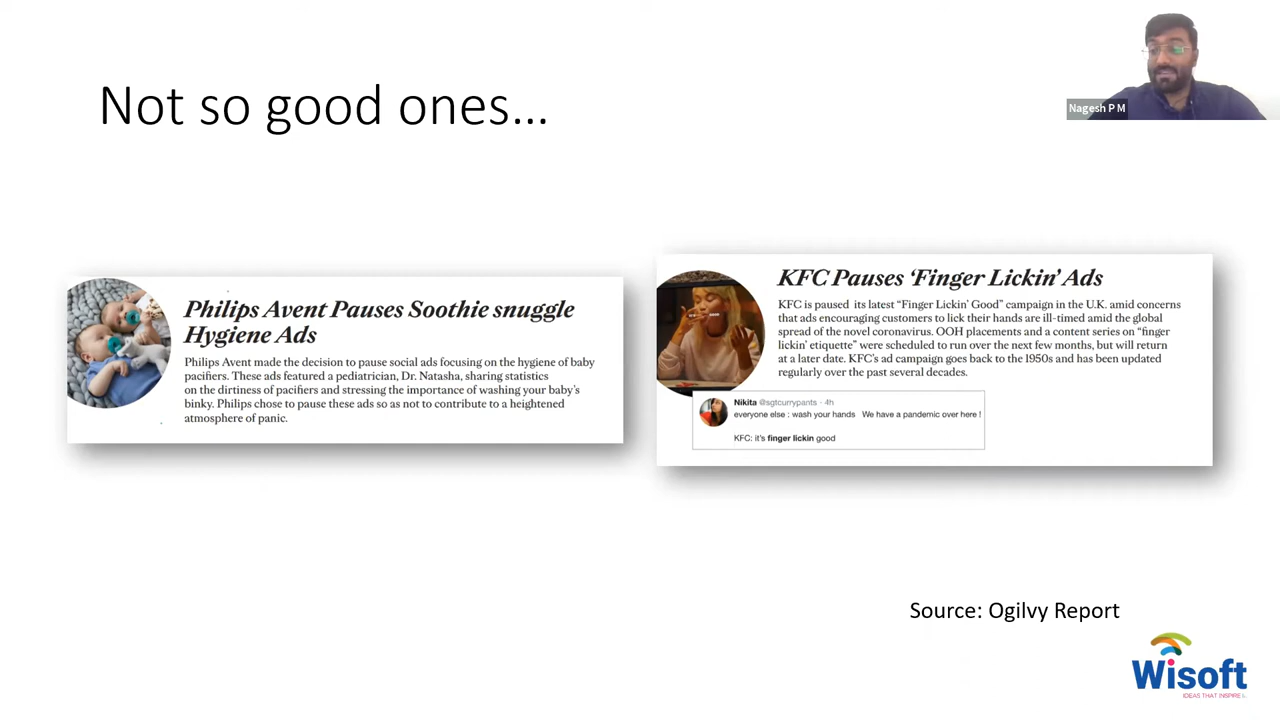 Not so good ones...
Nagesh P M
Philips Avent Pauses Soothie snuggle
Hygiene Ads
Philips Avent made the decision to pause social ads focusing on the hygiene of baby
pacifiers. These ads featured a pediatrician, Dr. Natasha, sharing statistics
on the dirtiness of pacifiers and stressing the importance of washing your baby's
binky. Philips chose to pause these ads so as not to contribute to a heightened
atmosphere of panic.
KFC Pauses 'Finger Lickin' Ads
KFC is paused its latest "Finger Lickin' Good" campaign in the U.K. amid concerns
that ads encouraging customers to lick their hands are ill-timed amid the global
spread of the novel coronavirus. OOH placements and a content series on "finger
lickin' etiquette" were scheduled to run over the next few months, but will return
at a later date. KFC's ad campaign goes back to the 1950s and has been updated
regularly over the past several decades.
Nikita @sgtcurrypants · 4h
everyone else : wash your hands We have a pandemic over here !
KFC: it's finger lickin good
Source: Ogilvy Report
Wisoft
IDEAS THAT INSPIRE